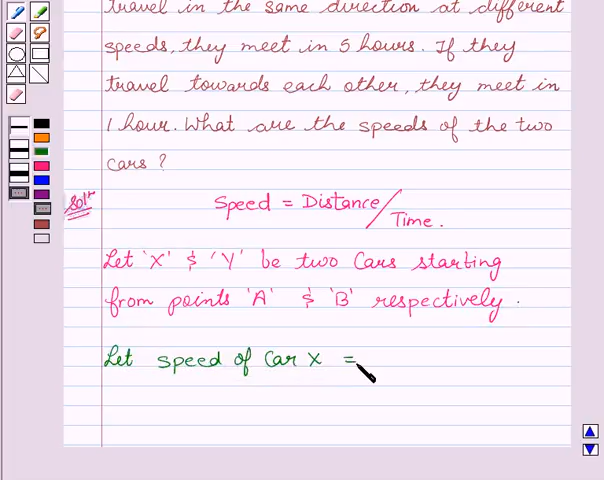 travel in the same direction at different
speeds, they meet in 5 hours. If they
travel towards each other, they meet in
1 hour. What are the speeds of the two
cars ?
Solⁿ
Speed = Distance/Time.
Let 'X' & 'Y' be two Cars starting
from points 'A' & 'B' respectively.
Let speed of Car X =